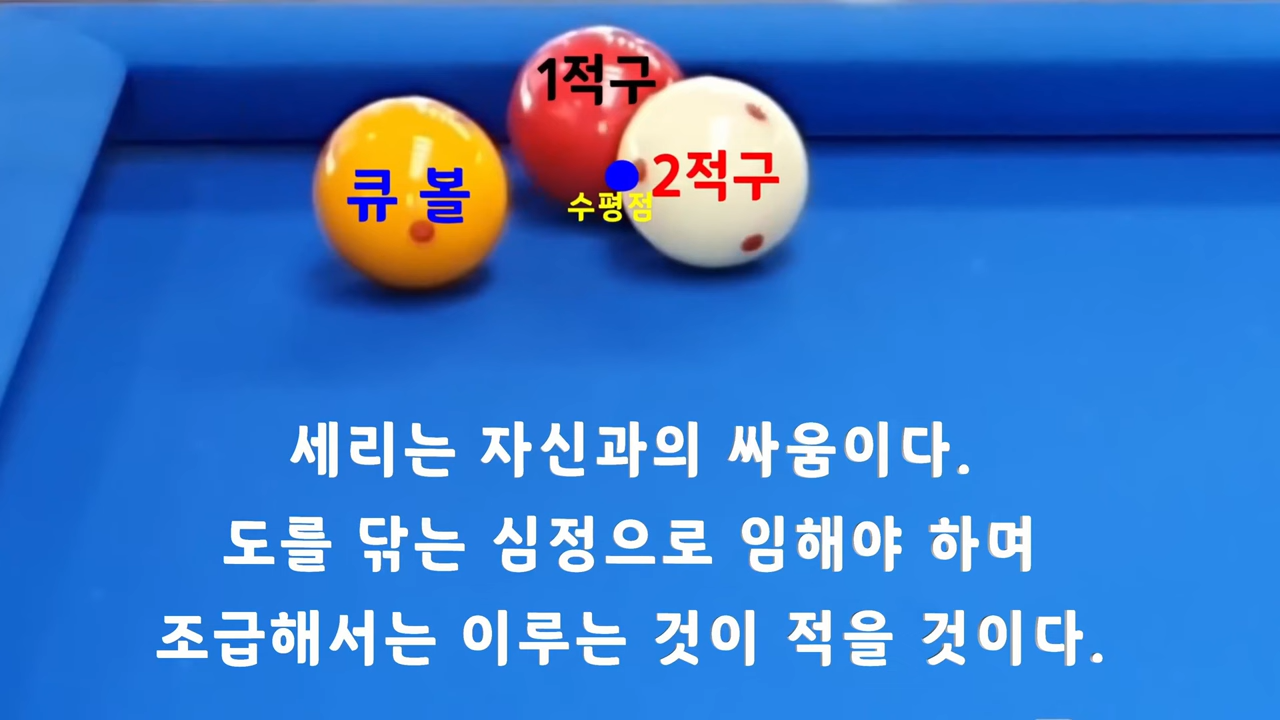 1적구
큐 볼
2적구
수평점
세리는 자신과의 싸움이다.
도를 닦는 심정으로 임해야 하며
조급해서는 이루는 것이 적을 것이다.